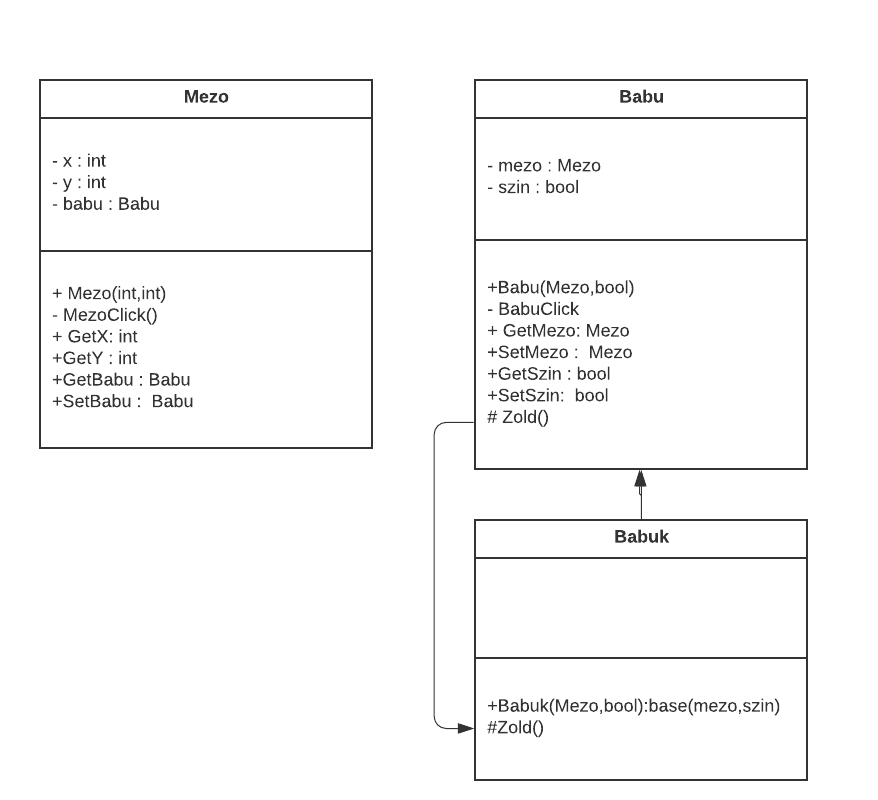 Mezo
- x : int
- y : int
- babu : Babu
+ Mezo(int,int)
- MezoClick()
+ GetX: int
+GetY : int
+GetBabu : Babu
+SetBabu :  Babu
Babu
- mezo : Mezo
- szin : bool
+Babu(Mezo,bool)
- BabuClick
+ GetMezo: Mezo
+SetMezo :  Mezo
+GetSzin : bool
+SetSzin:  bool
# Zold()
Babuk
+Babuk(Mezo,bool):base(mezo,szin)
#Zold()